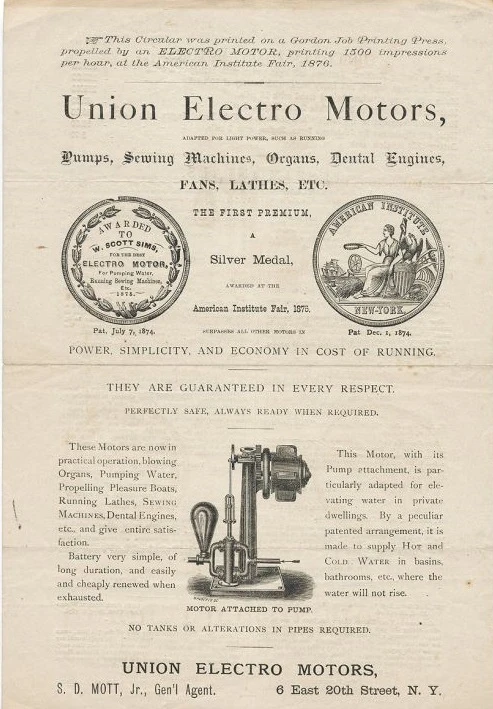 ☞This Circular was printed on a Gordon Job Printing Press,
propelled by an ELECTRO MOTOR, printing 1500 impressions
per hour, at the American Institute Fair, 1876.
Union Electro Motors,
ADAPTED FOR LIGHT POWER, SUCH AS RUNNING
Pumps, Sewing Machines, Organs, Dental Engines,
FANS, LATHES, ETC.
AWARDED
TO
W. SCOTT SIMS,
FOR THE BEST
ELECTRO MOTOR,
For Pumping Water,
Running Sewing Machines,
Etc.
1875.
Pat, July 7, 1874.
THE FIRST PREMIUM,
A
Silver Medal,
AWARDED AT THE
American Institute Fair, 1875,
SURPASSES ALL OTHER MOTORS IN
AMERICAN INSTITUTE
NEW-YORK.
Pat Dec. 1, 1874.
POWER, SIMPLICITY, AND ECONOMY IN COST OF RUNNING.
THEY ARE GUARANTEED IN EVERY RESPECT.
PERFECTLY SAFE, ALWAYS READY WHEN REQUIRED.
These Motors are now in
practical operation, blowing
Organs, Pumping Water,
Propelling Pleasure Boats,
Running Lathes, SEWING
MACHINES, Dental Engines,
etc., and give entire satis-
faction.
Battery very simple, of
long duration, and easily
and cheaply renewed when
exhausted.
MOTOR ATTACHED TO PUMP.
This Motor, with its
Pump attachment, is par-
ticularly adapted for ele-
vating water in private
dwellings. By a peculiar
patented arrangement, it is
made to supply HOT and
COLD WATER in basins,
bathrooms, etc., where the
water will not rise.
NO TANKS OR ALTERATIONS IN PIPES REQUIRED.
UNION ELECTRO MOTORS,
S. D. MOTT, Jr., Gen'l Agent. 6 East 20th Street, N. Y.